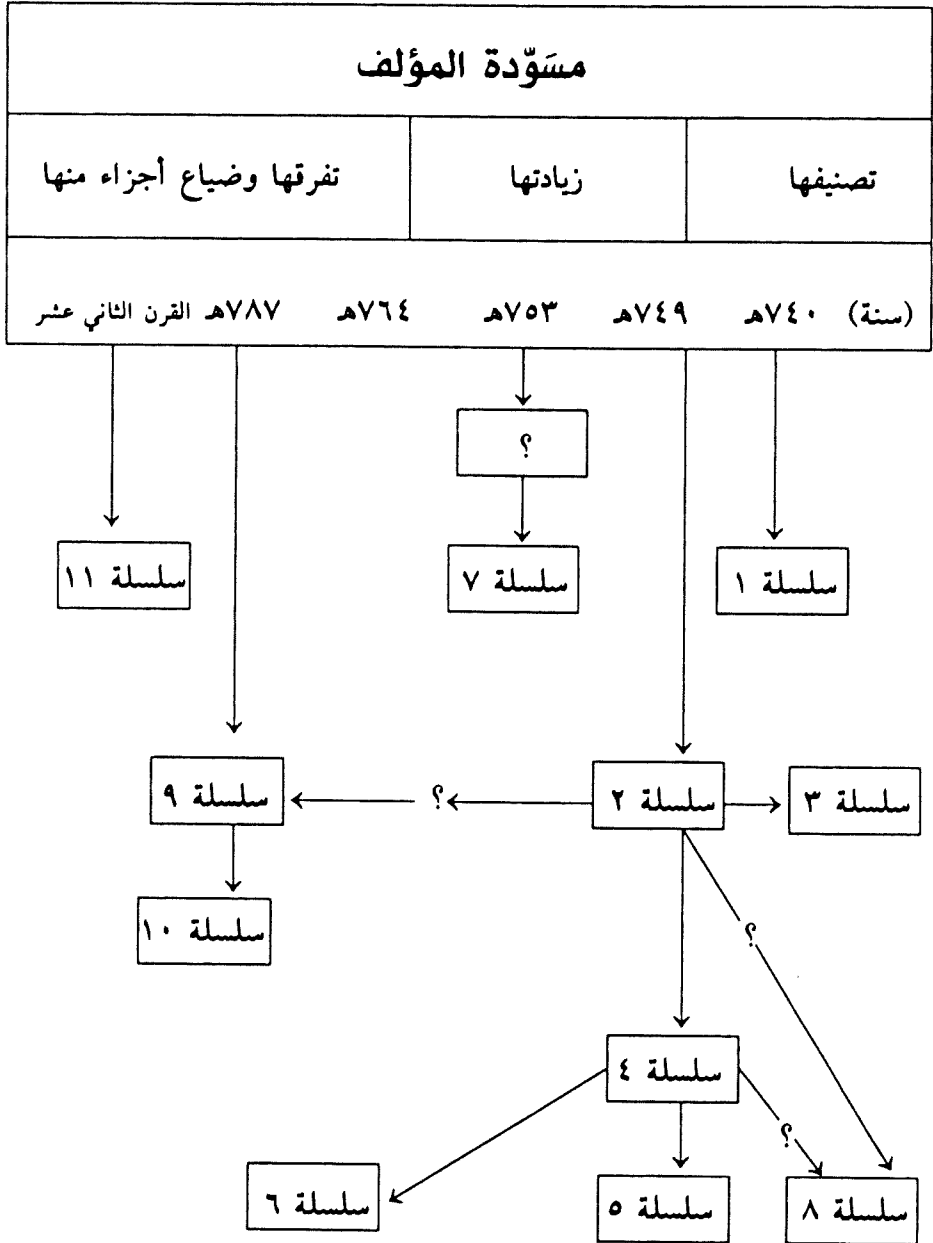 مسَوّدة المؤلف
تصنيفها زيادتها تفرقها وضياع أجزاء منها
(سنة) ٧٤٠هـ ٧٤٩هـ ٧٥٣هـ ٧٦٤هـ ٧٨٧هـ القرن الثاني عشر
؟
سلسلة ١ سلسلة ٧ سلسلة ١١
سلسلة ٣ سلسلة ٢ ؟ سلسلة ٩
سلسلة ١٠
؟
سلسلة ٤
؟
سلسلة ٨ سلسلة ٥ سلسلة ٦